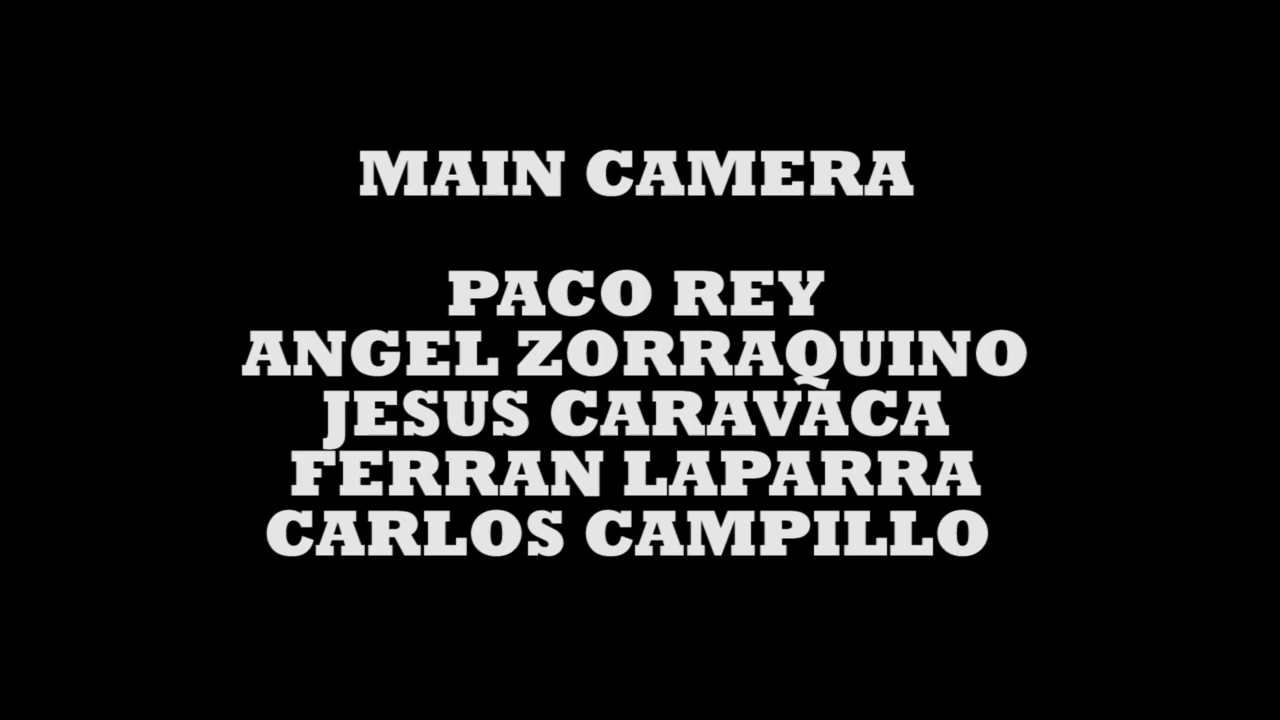 MAIN CAMERA
PACO REY
ANGEL ZORRAQUINO
JESUS CARAVACA
FERRAN LAPARRA
CARLOS CAMPILLO